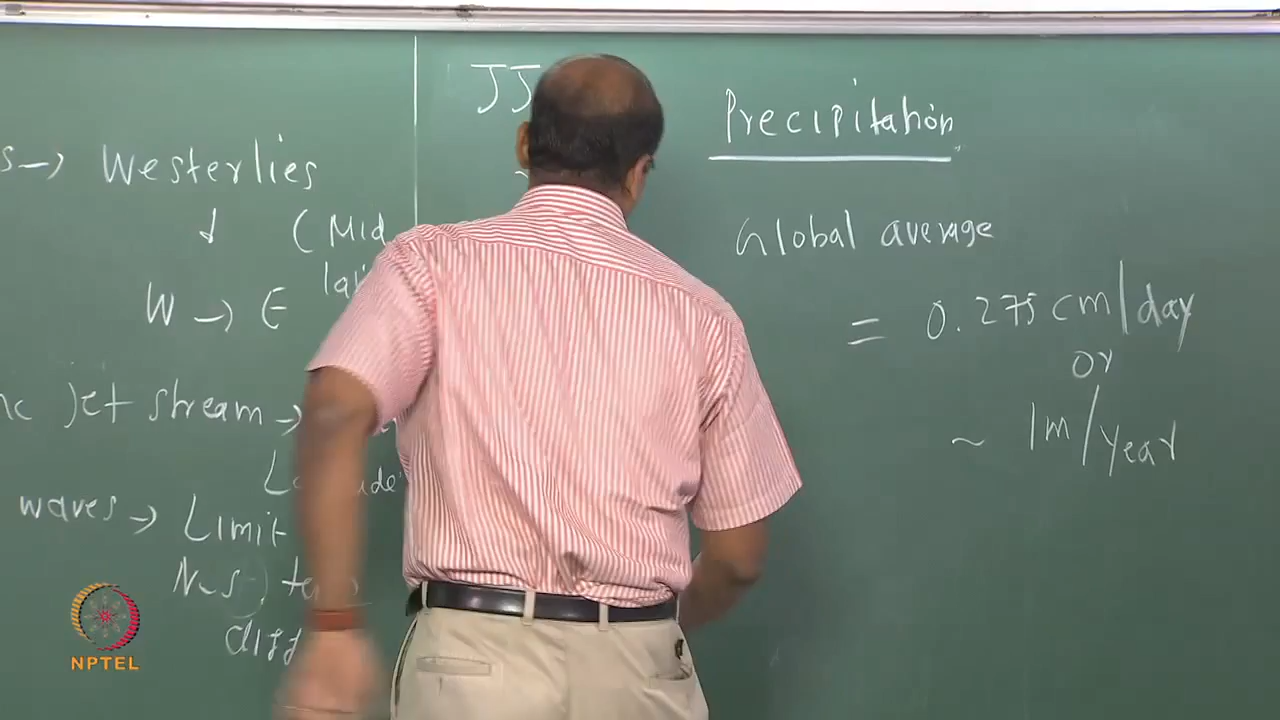 Westerlies
(Mid
W → E
Jet stream →
waves → Limit
N-S
JJ
Precipitation
Global average
= 0.275 cm/day
or
~ 1m/year
NPTEL